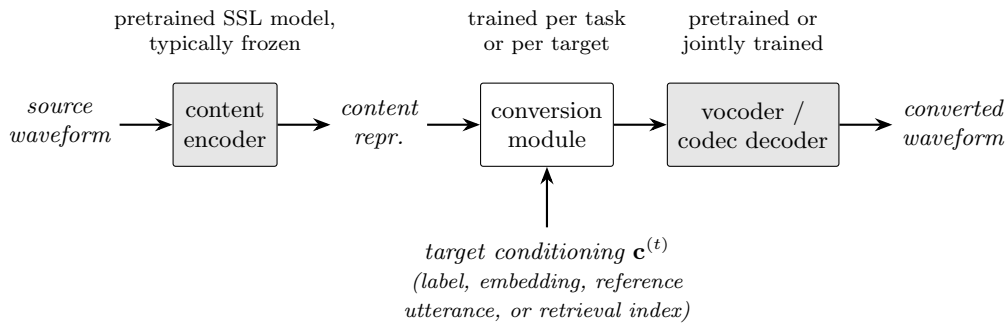 pretrained SSL model,
typically frozen
trained per task
or per target
pretrained or
jointly trained
source
waveform
content
encoder
content
repr.
conversion
module
vocoder /
codec decoder
converted
waveform
target conditioning c^(t)
(label, embedding, reference
utterance, or retrieval index)